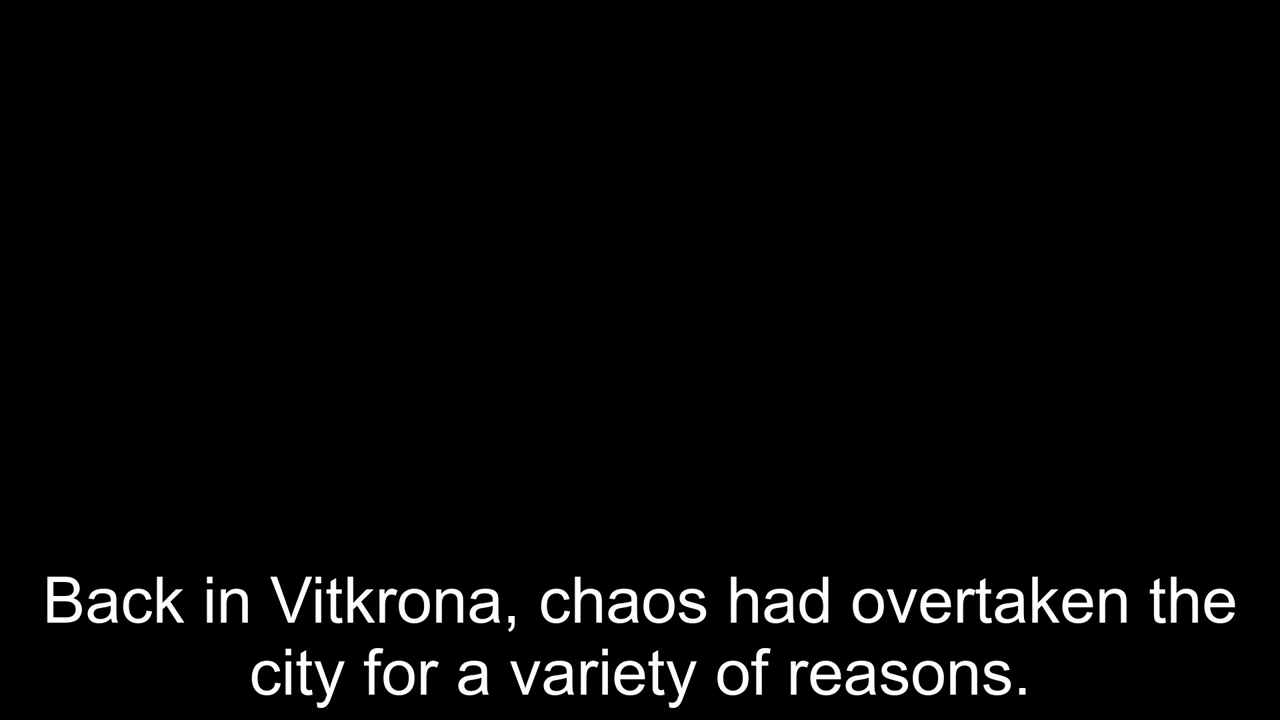 Back in Vitkrona, chaos had overtaken the
city for a variety of reasons.